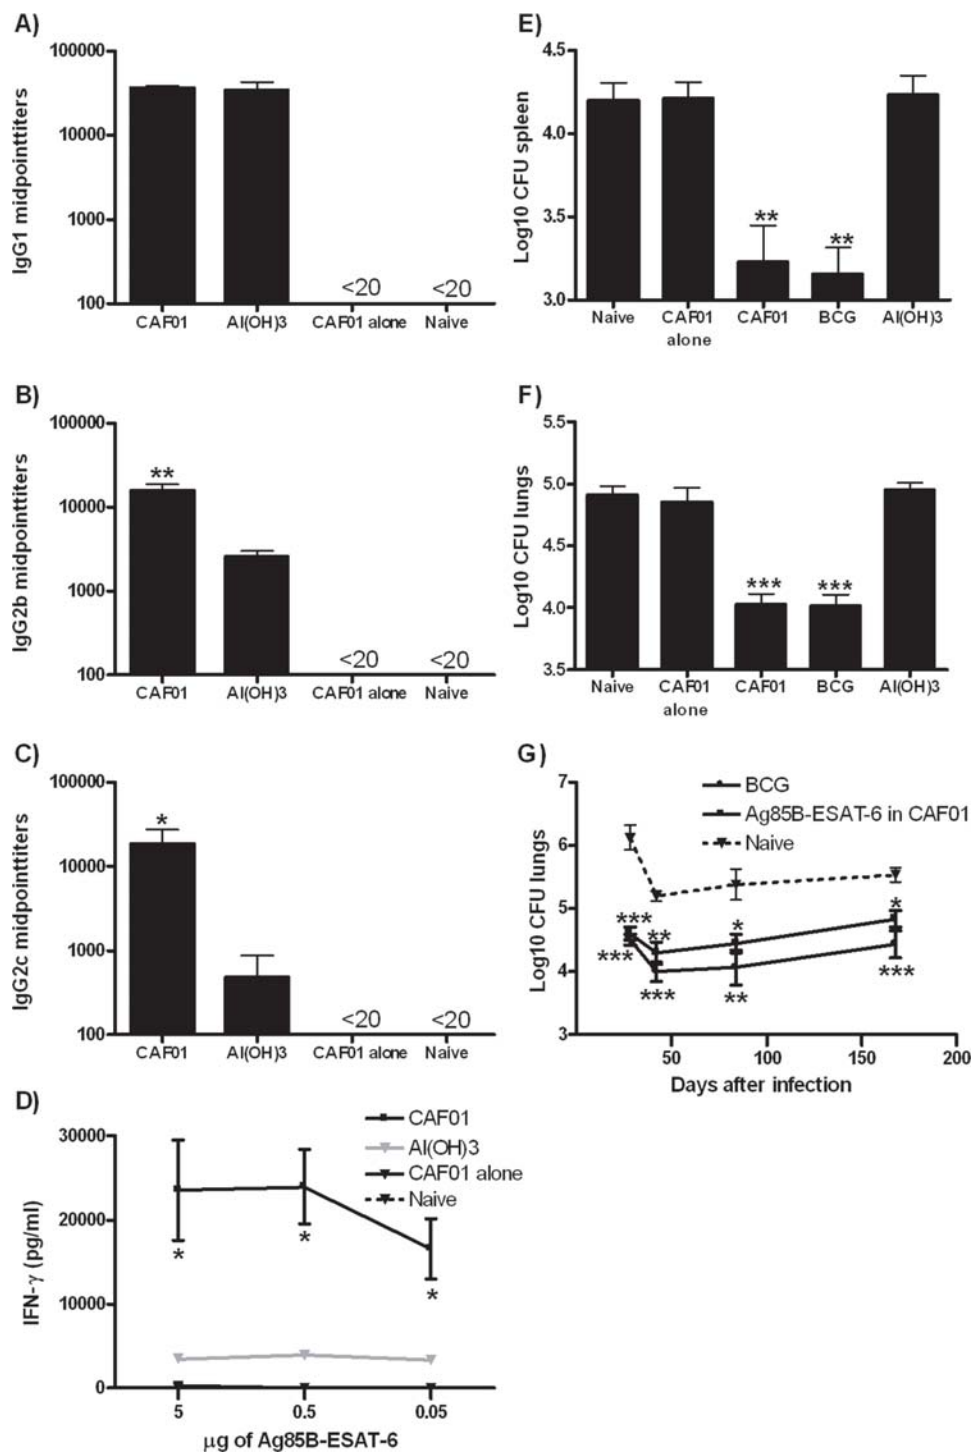 A)
IgG1 midpointtiters
100000
10000
1000
100
<20 <20
CAF01 Al(OH)3 CAF01 alone Naive
B)
IgG2b midpointtiters
100000
10000
1000
100
**
<20 <20
CAF01 Al(OH)3 CAF01 alone Naive
C)
IgG2c midpointtiters
100000
10000
1000
100
*
<20 <20
CAF01 Al(OH)3 CAF01 alone Naive
D)
IFN-γ (pg/ml)
30000
20000
10000
0
CAF01
Al(OH)3
CAF01 alone
Naive
* * *
5 0.5 0.05
μg of Ag85B-ESAT-6
E)
Log10 CFU spleen
4.5
4.0
3.5
3.0
** **
Naive CAF01 CAF01 BCG Al(OH)3
alone
F)
Log10 CFU lungs
5.5
5.0
4.5
4.0
3.5
*** ***
Naive CAF01 CAF01 BCG Al(OH)3
alone
G)
Log10 CFU lungs
7
6
5
4
3
BCG
Ag85B-ESAT-6 in CAF01
Naive
*** ** * *
*** *** ** ***
50 100 150 200
Days after infection